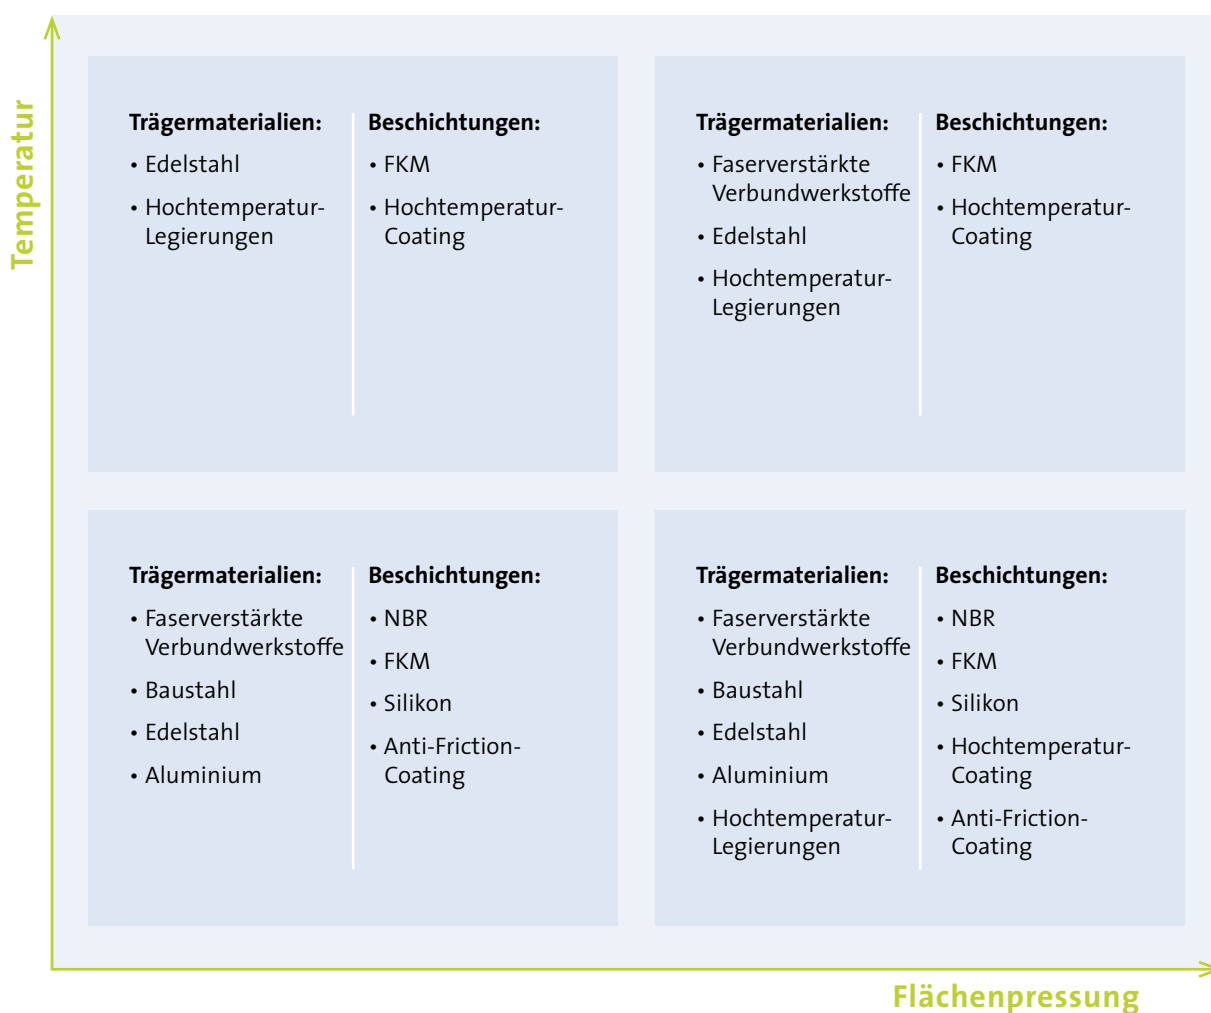 Temperatur
Trägermaterialien:
• Edelstahl
• Hochtemperatur-
Legierungen
Beschichtungen:
• FKM
• Hochtemperatur-
Coating
Trägermaterialien:
• Faserverstärkte
Verbundwerkstoffe
• Edelstahl
• Hochtemperatur-
Legierungen
Beschichtungen:
• FKM
• Hochtemperatur-
Coating
Trägermaterialien:
• Faserverstärkte
Verbundwerkstoffe
• Baustahl
• Edelstahl
• Aluminium
Beschichtungen:
• NBR
• FKM
• Silikon
• Anti-Friction-
Coating
Trägermaterialien:
• Faserverstärkte
Verbundwerkstoffe
• Baustahl
• Edelstahl
• Aluminium
• Hochtemperatur-
Legierungen
Beschichtungen:
• NBR
• FKM
• Silikon
• Hochtemperatur-
Coating
• Anti-Friction-
Coating
Flächenpressung